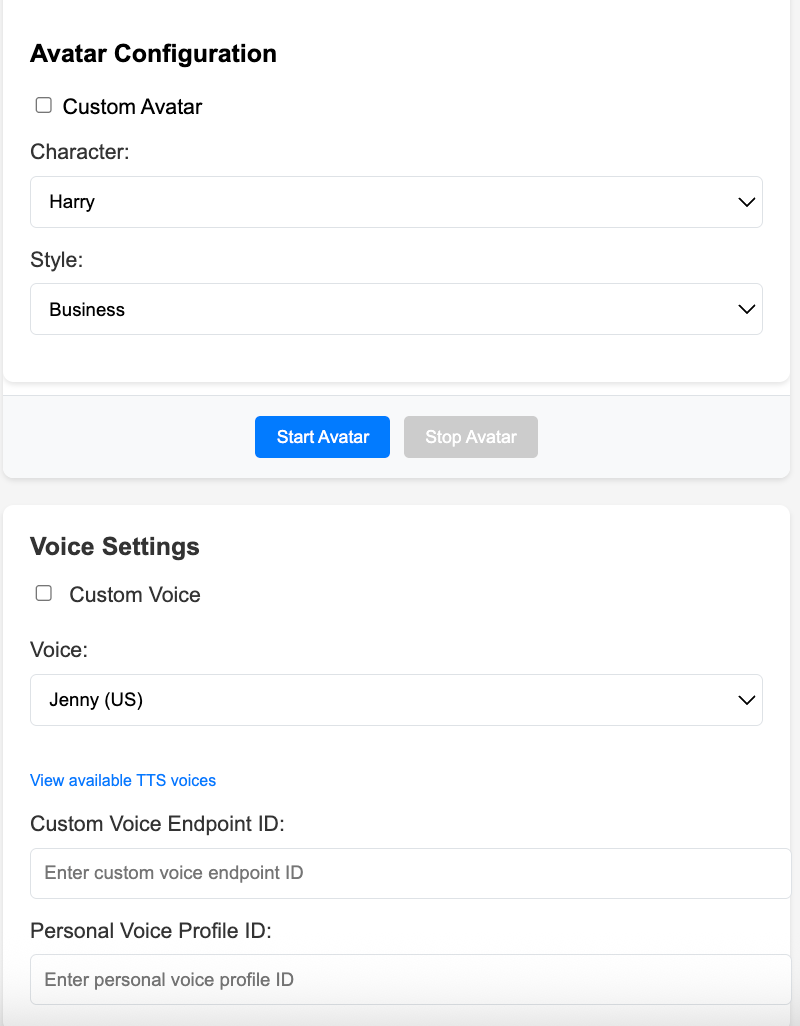 Avatar Configuration
Custom Avatar
Character:
Harry
Style:
Business
Start Avatar Stop Avatar
Voice Settings
Custom Voice
Voice:
Jenny (US)
View available TTS voices
Custom Voice Endpoint ID:
Enter custom voice endpoint ID
Personal Voice Profile ID:
Enter personal voice profile ID